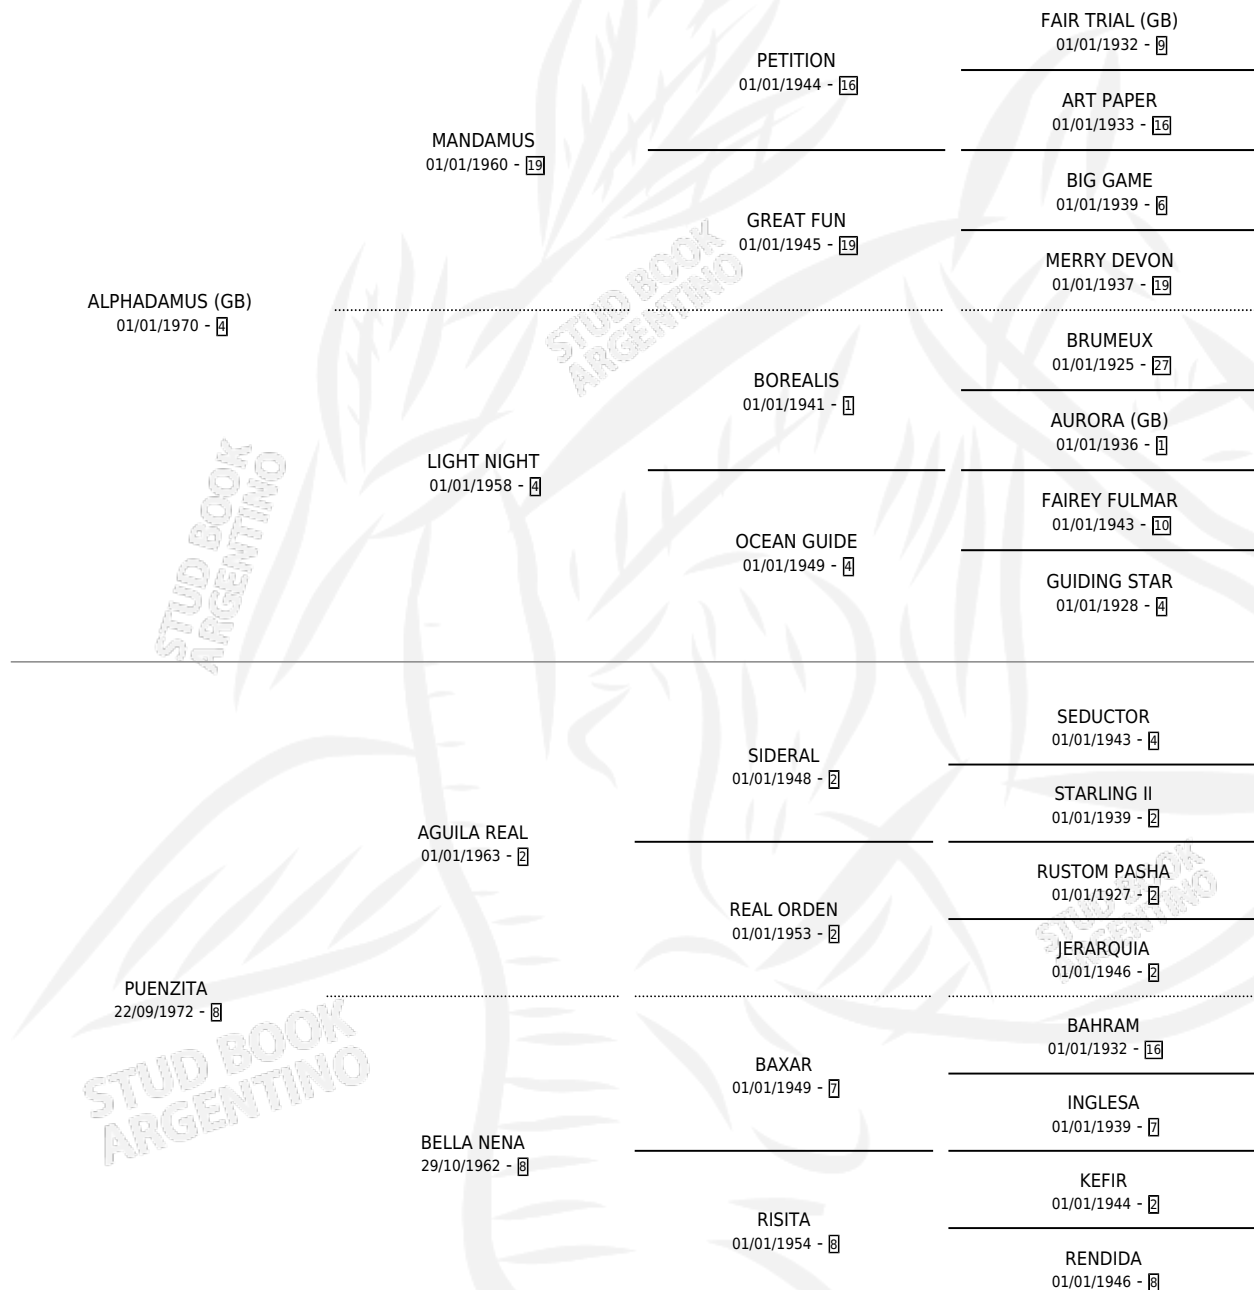 FAIR TRIAL (GB)
01/01/1932 - 9
PETITION
01/01/1944 - 16
ART PAPER
01/01/1933 - 16
MANDAMUS
01/01/1960 - 19
BIG GAME
01/01/1939 - 6
GREAT FUN
01/01/1945 - 19
MERRY DEVON
01/01/1937 - 19
ALPHADAMUS (GB)
01/01/1970 - 4
BRUMEUX
01/01/1925 - 27
BOREALIS
01/01/1941 - 1
AURORA (GB)
01/01/1936 - 1
LIGHT NIGHT
01/01/1958 - 4
FAIREY FULMAR
01/01/1943 - 10
OCEAN GUIDE
01/01/1949 - 4
GUIDING STAR
01/01/1928 - 4
SEDUCTOR
01/01/1943 - 4
SIDERAL
01/01/1948 - 2
STARLING II
01/01/1939 - 2
AGUILA REAL
01/01/1963 - 2
RUSTOM PASHA
01/01/1927 - 2
REAL ORDEN
01/01/1953 - 2
JERARQUIA
01/01/1946 - 2
PUENZITA
22/09/1972 - 8
BAHRAM
01/01/1932 - 16
BAXAR
01/01/1949 - 7
INGLESA
01/01/1939 - 7
BELLA NENA
29/10/1962 - 8
KEFIR
01/01/1944 - 2
RISITA
01/01/1954 - 8
RENDIDA
01/01/1946 - 8
STUD BOOK
ARGENTINO
STUD BOOK
ARGENTINO
STUD BOOK
ARGENTINO
STUD BOOK
ARGENTINO